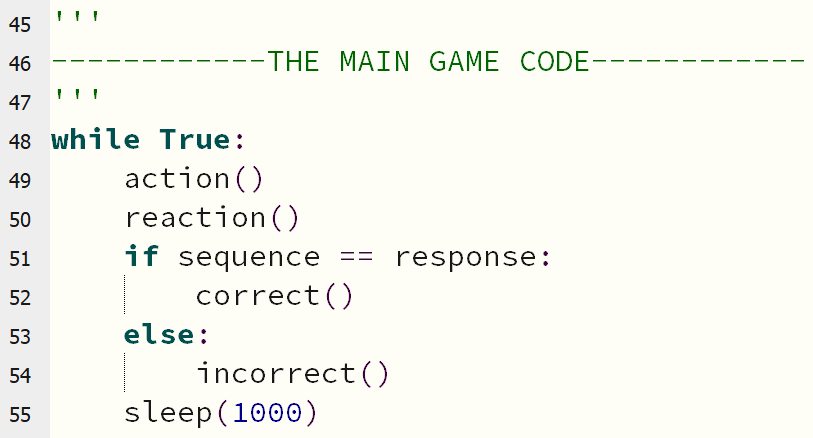 45 '''
46 ------------THE MAIN GAME CODE------------
47 '''
48 while True:
49     action()
50     reaction()
51     if sequence == response:
52         correct()
53     else:
54         incorrect()
55     sleep(1000)